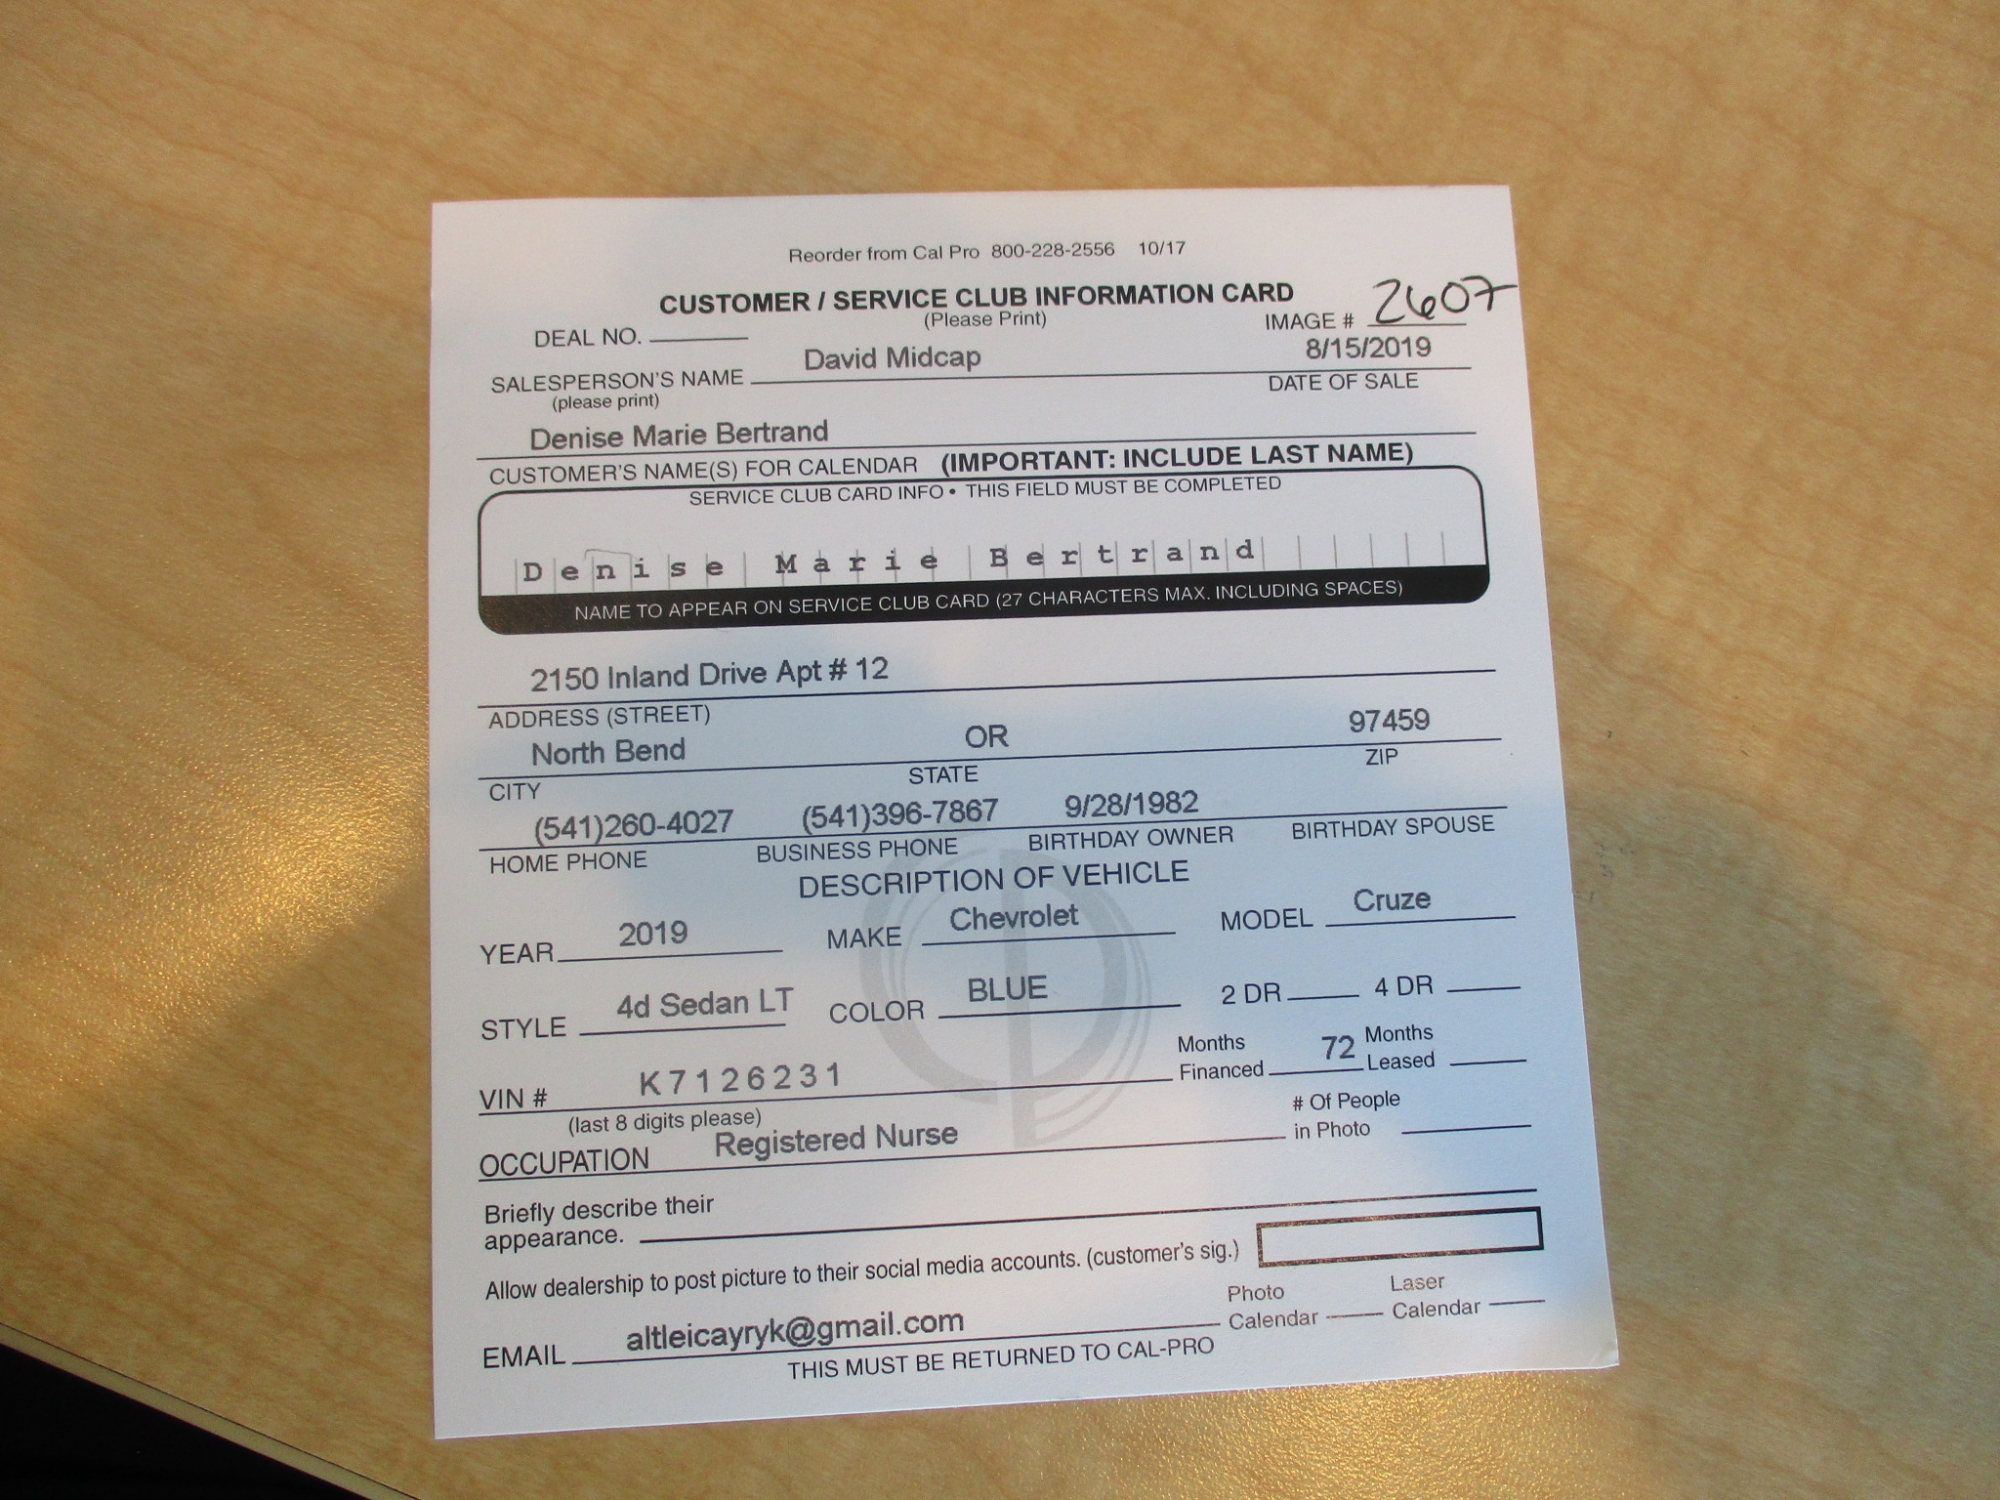 Reorder from Cal Pro 800-228-2556 10/17
CUSTOMER / SERVICE CLUB INFORMATION CARD
(Please Print)
DEAL NO.
IMAGE # 2607
SALESPERSON'S NAME David Midcap 8/15/2019
(please print) DATE OF SALE
Denise Marie Bertrand
CUSTOMER'S NAME(S) FOR CALENDAR (IMPORTANT: INCLUDE LAST NAME)
SERVICE CLUB CARD INFO • THIS FIELD MUST BE COMPLETED
Denise Marie Bertrand
NAME TO APPEAR ON SERVICE CLUB CARD (27 CHARACTERS MAX. INCLUDING SPACES)
2150 Inland Drive Apt # 12
ADDRESS (STREET)
North Bend OR 97459
CITY STATE ZIP
(541)260-4027 (541)396-7867 9/28/1982
HOME PHONE BUSINESS PHONE BIRTHDAY OWNER BIRTHDAY SPOUSE
DESCRIPTION OF VEHICLE
YEAR 2019 MAKE Chevrolet MODEL Cruze
STYLE 4d Sedan LT COLOR BLUE 2 DR 4 DR
VIN # K7126231 Months Financed 72 Months Leased
(last 8 digits please)
OCCUPATION Registered Nurse # Of People in Photo
Briefly describe their
appearance.
Allow dealership to post picture to their social media accounts. (customer's sig.)
EMAIL altleicayryk@gmail.com Photo Calendar Laser Calendar
THIS MUST BE RETURNED TO CAL-PRO